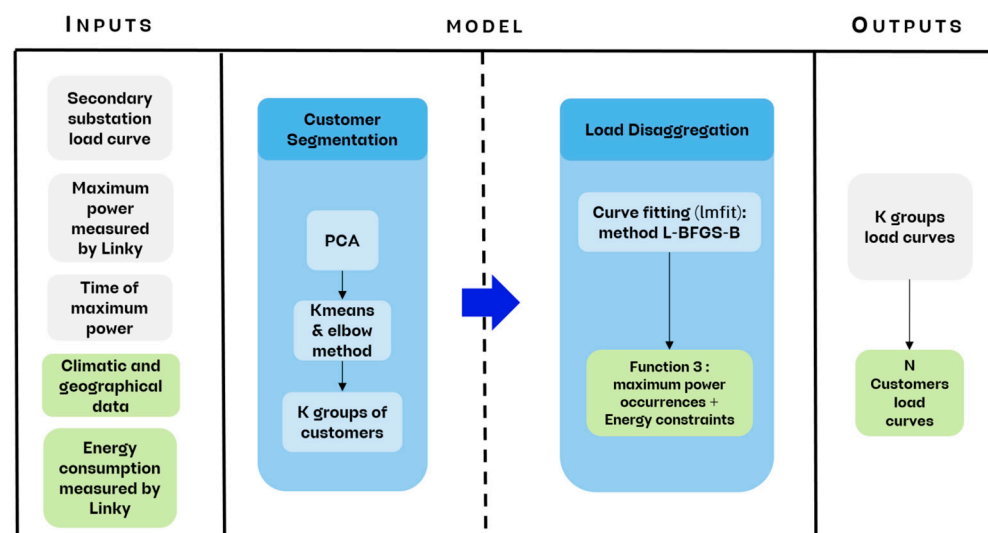 INPUTS
MODEL
OUTPUTS
Secondary
substation
load curve
Maximum
power
measured
by Linky
Time of
maximum
power
Climatic and
geographical
data
Energy
consumption
measured by
Linky
Customer
Segmentation
PCA
Kmeans
& elbow
method
K groups of
customers
Load Disaggregation
Curve fitting (lmfit):
method L-BFGS-B
Function 3 :
maximum power
occurrences +
Energy constraints
K groups
load curves
N
Customers
load
curves